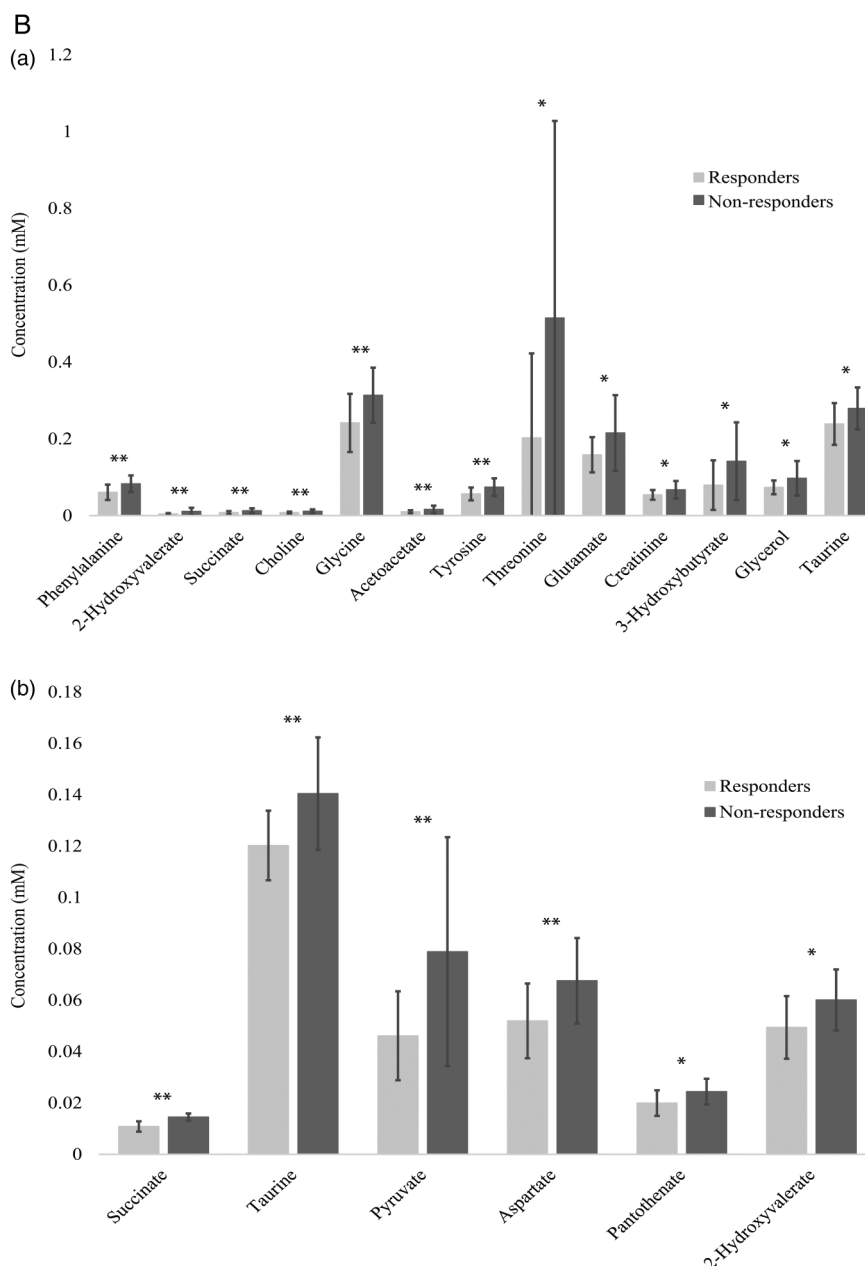 B
(a)
1.2
1
0.8
0.6
0.4
0.2
0
Concentration (mM)
Responders
Non-responders
** ** ** ** ** ** ** * * * * * *
Phenylalanine
2-Hydroxyvalerate
Succinate
Choline
Glycine
Acetoacetate
Tyrosine
Threonine
Glutamate
Creatinine
3-Hydroxybutyrate
Glycerol
Taurine
(b)
0.18
0.16
0.14
0.12
0.1
0.08
0.06
0.04
0.02
0
Concentration (mM)
Responders
Non-responders
** ** ** ** * *
Succinate
Taurine
Pyruvate
Aspartate
Pantothenate
2-Hydroxyvalerate